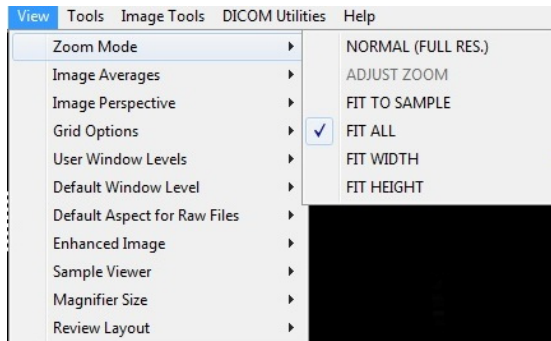 View Tools Image Tools DICOM Utilities Help
Zoom Mode
Image Averages
Image Perspective
Grid Options
User Window Levels
Default Window Level
Default Aspect for Raw Files
Enhanced Image
Sample Viewer
Magnifier Size
Review Layout
NORMAL (FULL RES.)
ADJUST ZOOM
FIT TO SAMPLE
FIT ALL
FIT WIDTH
FIT HEIGHT